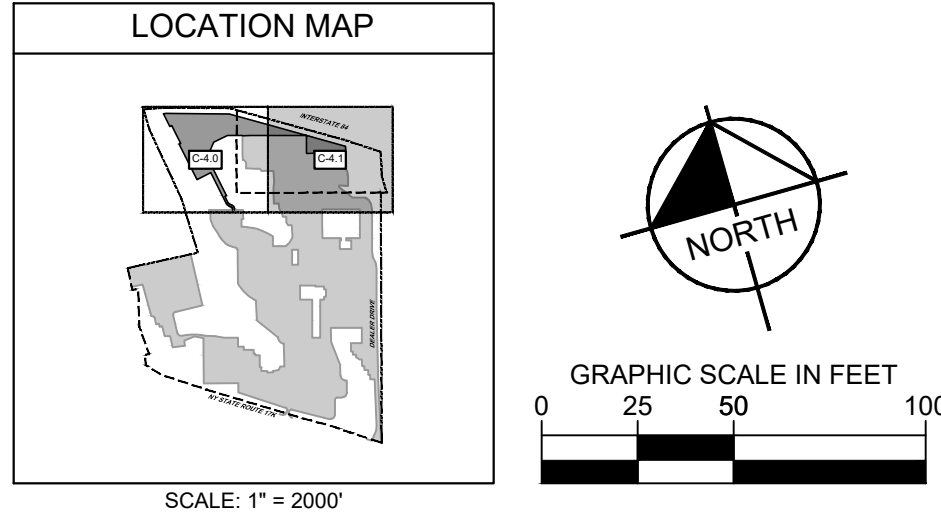 LOCATION MAP
INTERSTATE 84
C-4.0
C-4.1
DEALER DRIVE
NY STATE ROUTE 17K
SCALE: 1" = 2000'
NORTH
GRAPHIC SCALE IN FEET
0 25 50 100